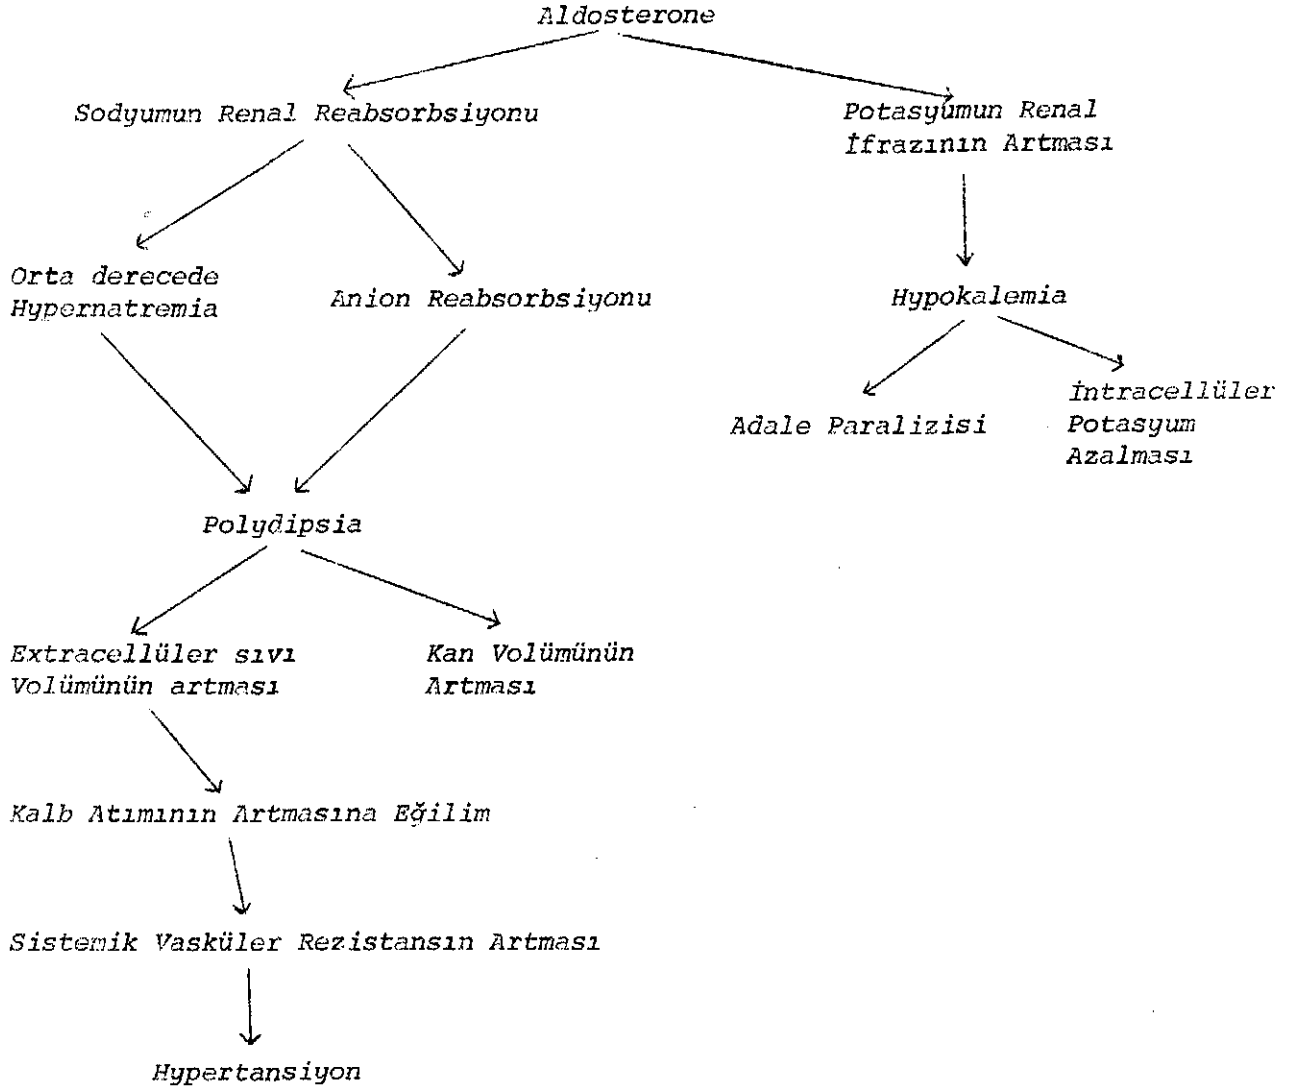 Aldosterone
Sodyumun Renal Reabsorbsiyonu
Potasyumun Renal
İfrazının Artması
Orta derecede
Hypernatremia
Anion Reabsorbsiyonu
Hypokalemia
Adale Paralizisi
İntracellüler
Potasyum
Azalması
Polydipsia
Extracellüler sıvı
Volümünün artması
Kan Volümünün
Artması
Kalb Atımının Artmasına Eğilim
Sistemik Vasküler Rezistansın Artması
Hypertansiyon